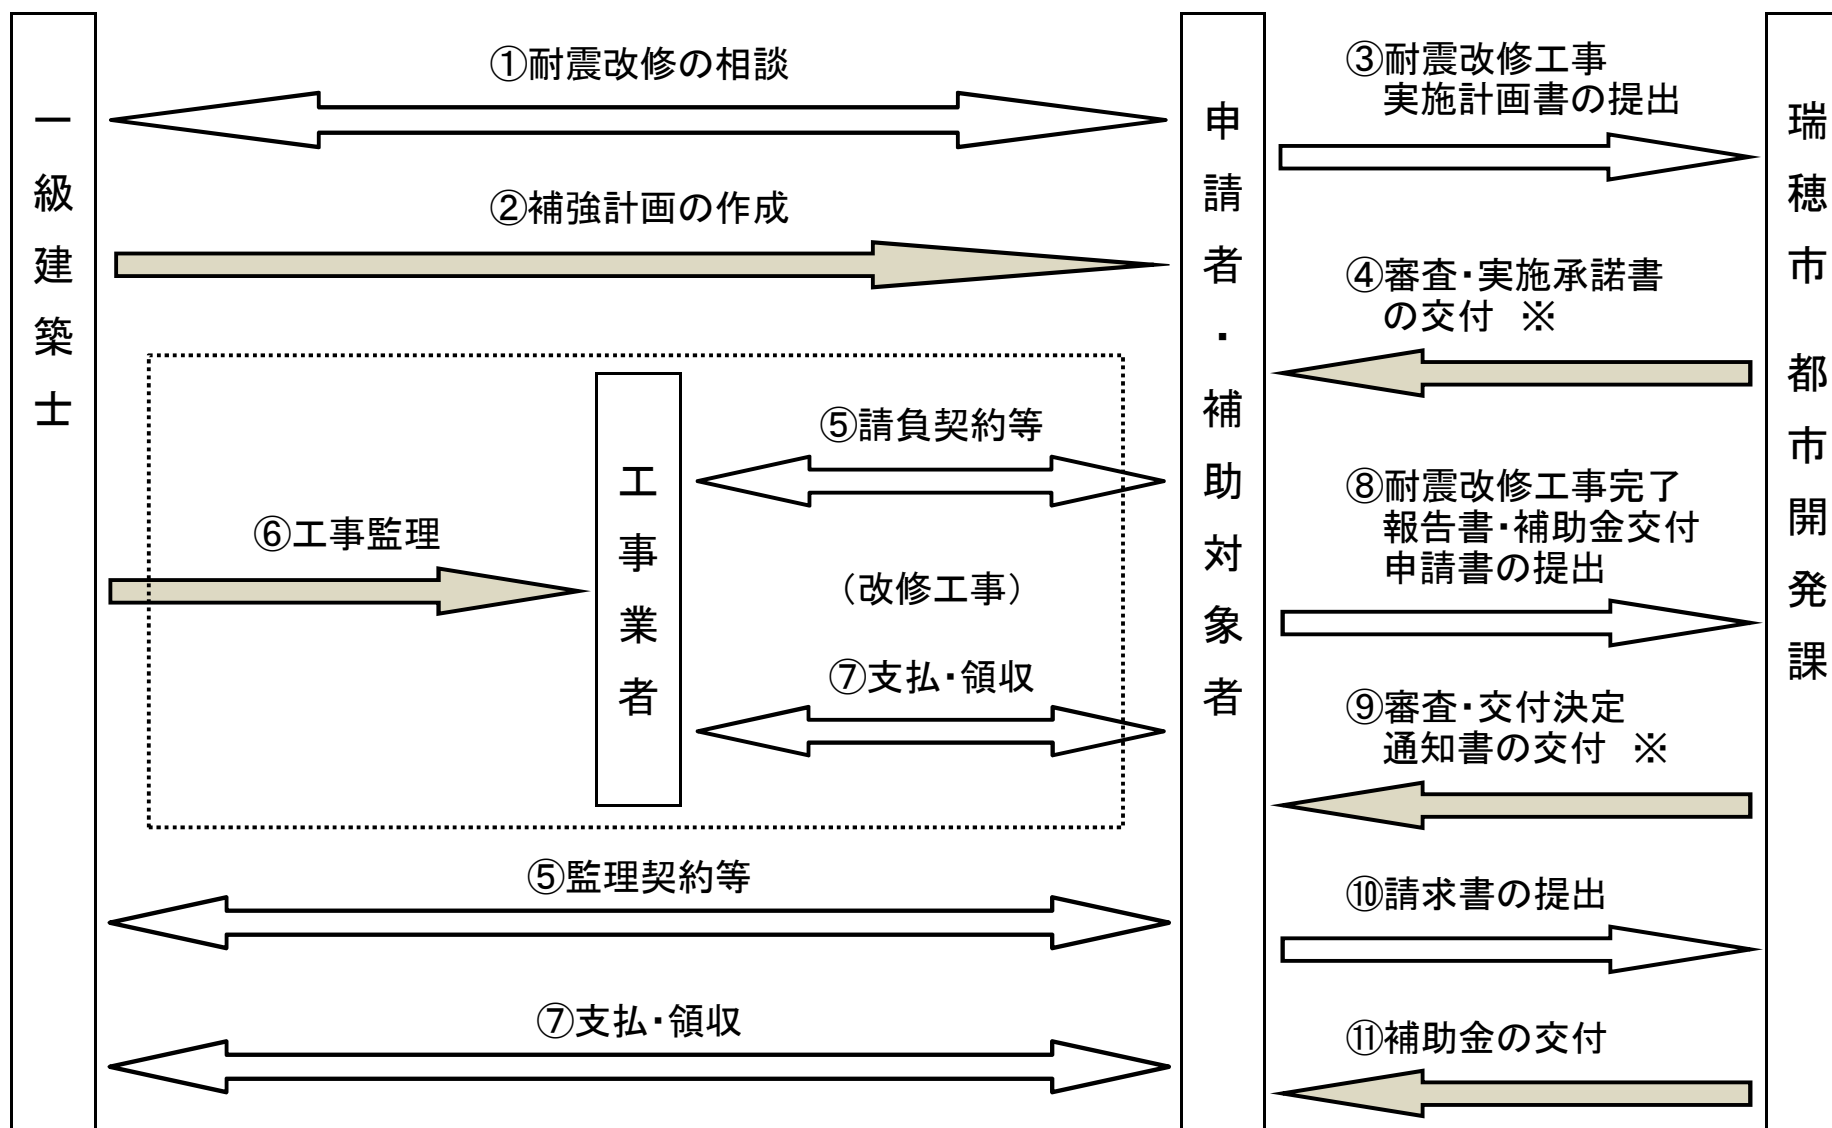 一級建築士
①耐震改修の相談
②補強計画の作成
工事業者
⑤請負契約等
⑥工事監理
（改修工事）
⑦支払・領収
⑤監理契約等
⑦支払・領収
申請者・補助対象者
③耐震改修工事
実施計画書の提出
④審査・実施承諾書
の交付　※
⑧耐震改修工事完了
報告書・補助金交付
申請書の提出
⑨審査・交付決定
通知書の交付　※
⑩請求書の提出
⑪補助金の交付
瑞穂市　都市開発課